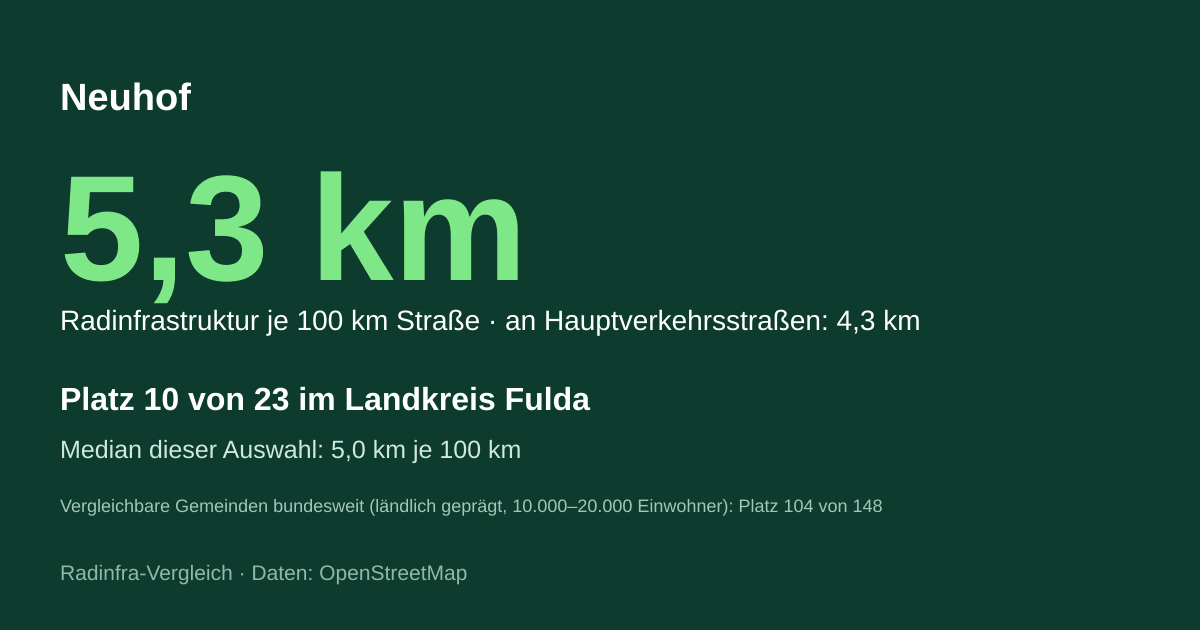 Neuhof
5,3 km
Radinfrastruktur je 100 km Straße · an Hauptverkehrsstraßen: 4,3 km
Platz 10 von 23 im Landkreis Fulda
Median dieser Auswahl: 5,0 km je 100 km
Vergleichbare Gemeinden bundesweit (ländlich geprägt, 10.000–20.000 Einwohner): Platz 104 von 148
Radinfra-Vergleich · Daten: OpenStreetMap